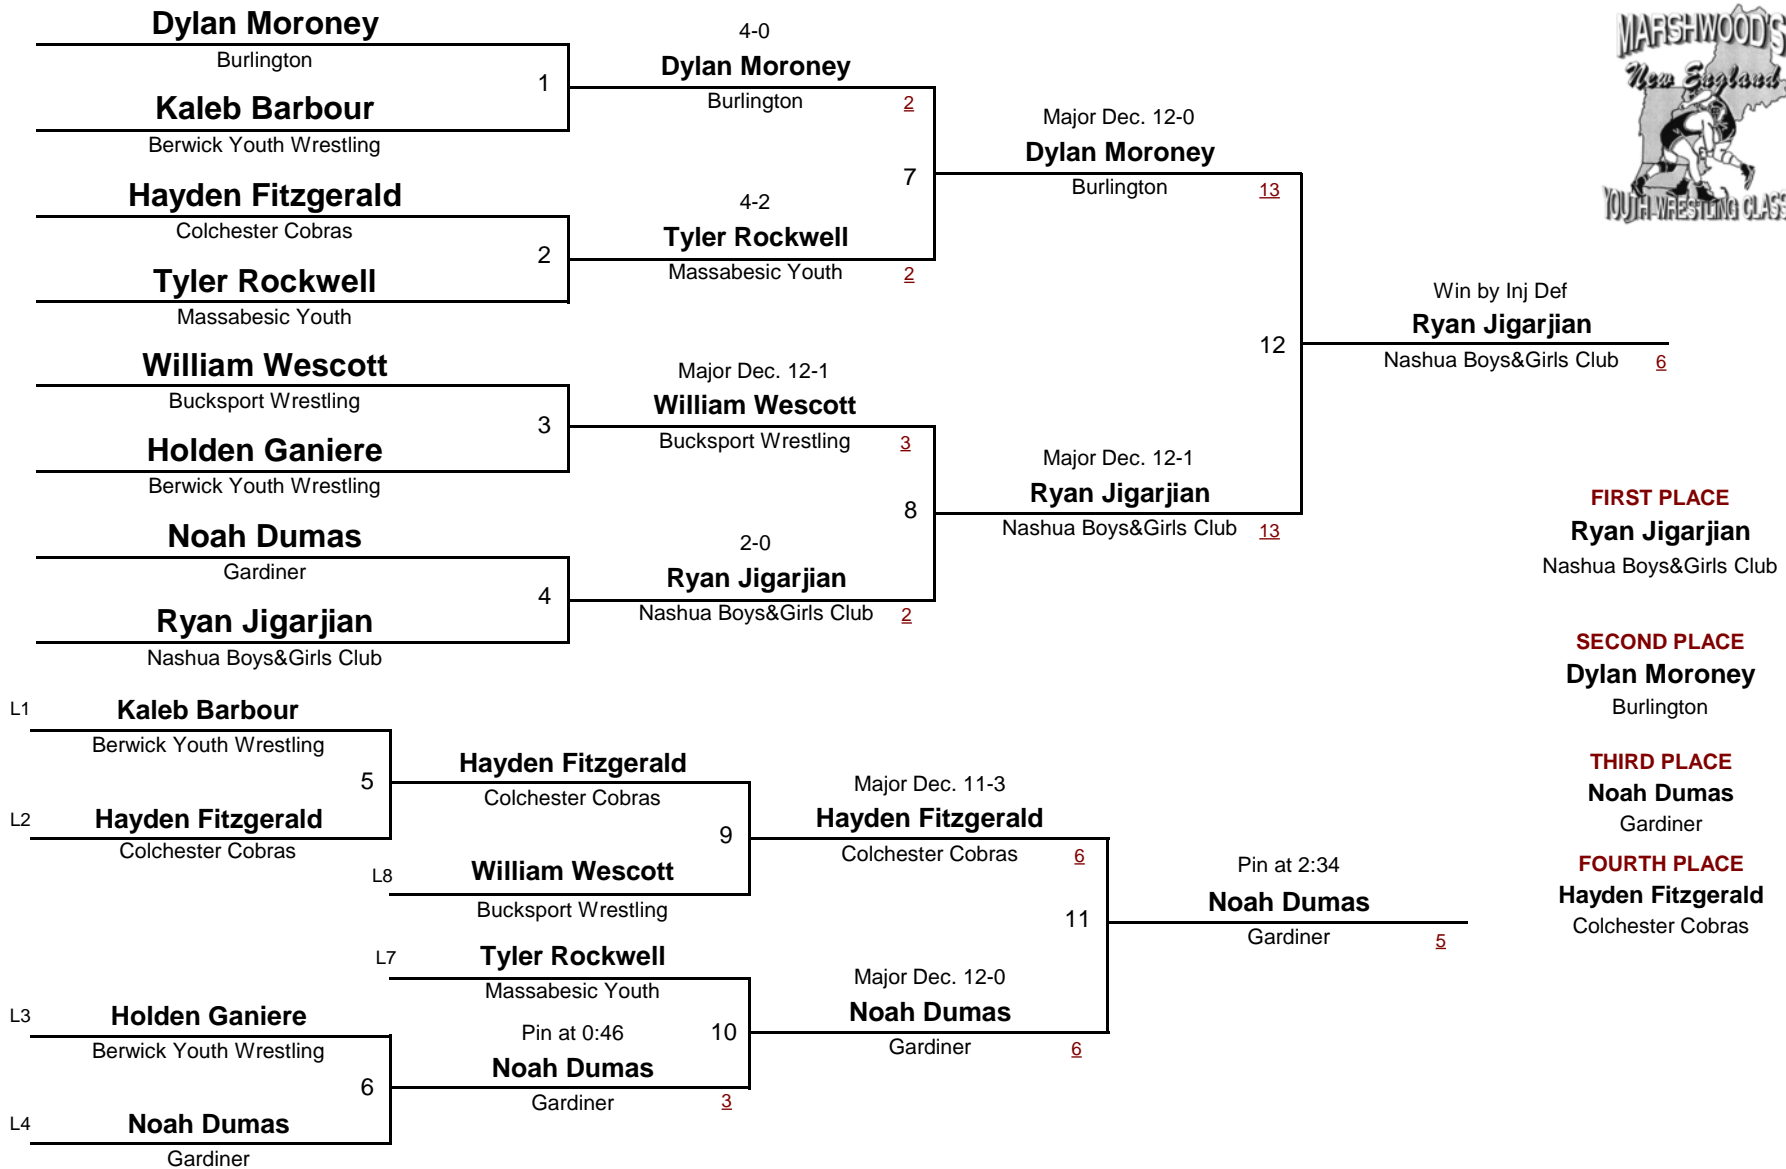 MARSHWOOD'S
New England
YOUTH WRESTLING CLASS
Dylan Moroney
Burlington
1
Kaleb Barbour
Berwick Youth Wrestling
4-0
Dylan Moroney
Burlington 2
Hayden Fitzgerald
Colchester Cobras
2
Tyler Rockwell
Massabesic Youth
7
4-2
Tyler Rockwell
Massabesic Youth 2
Major Dec. 12-0
Dylan Moroney
Burlington 13
William Wescott
Bucksport Wrestling
3
Holden Ganiere
Berwick Youth Wrestling
Major Dec. 12-1
William Wescott
Bucksport Wrestling 3
Noah Dumas
Gardiner
4
Ryan Jigarjian
Nashua Boys&Girls Club
8
2-0
Ryan Jigarjian
Nashua Boys&Girls Club 2
Major Dec. 12-1
Ryan Jigarjian
Nashua Boys&Girls Club 13
12
Win by Inj Def
Ryan Jigarjian
Nashua Boys&Girls Club 6
FIRST PLACE
Ryan Jigarjian
Nashua Boys&Girls Club
SECOND PLACE
Dylan Moroney
Burlington
THIRD PLACE
Noah Dumas
Gardiner
FOURTH PLACE
Hayden Fitzgerald
Colchester Cobras
L1 Kaleb Barbour
Berwick Youth Wrestling
5
L2 Hayden Fitzgerald
Colchester Cobras
Hayden Fitzgerald
Colchester Cobras
9
L8 William Wescott
Bucksport Wrestling
Major Dec. 11-3
Hayden Fitzgerald
Colchester Cobras 6
L7 Tyler Rockwell
Massabesic Youth
10
L3 Holden Ganiere
Berwick Youth Wrestling
6
L4 Noah Dumas
Gardiner
Pin at 0:46
Noah Dumas
Gardiner 3
11
Major Dec. 12-0
Noah Dumas
Gardiner 6
Pin at 2:34
Noah Dumas
Gardiner 5